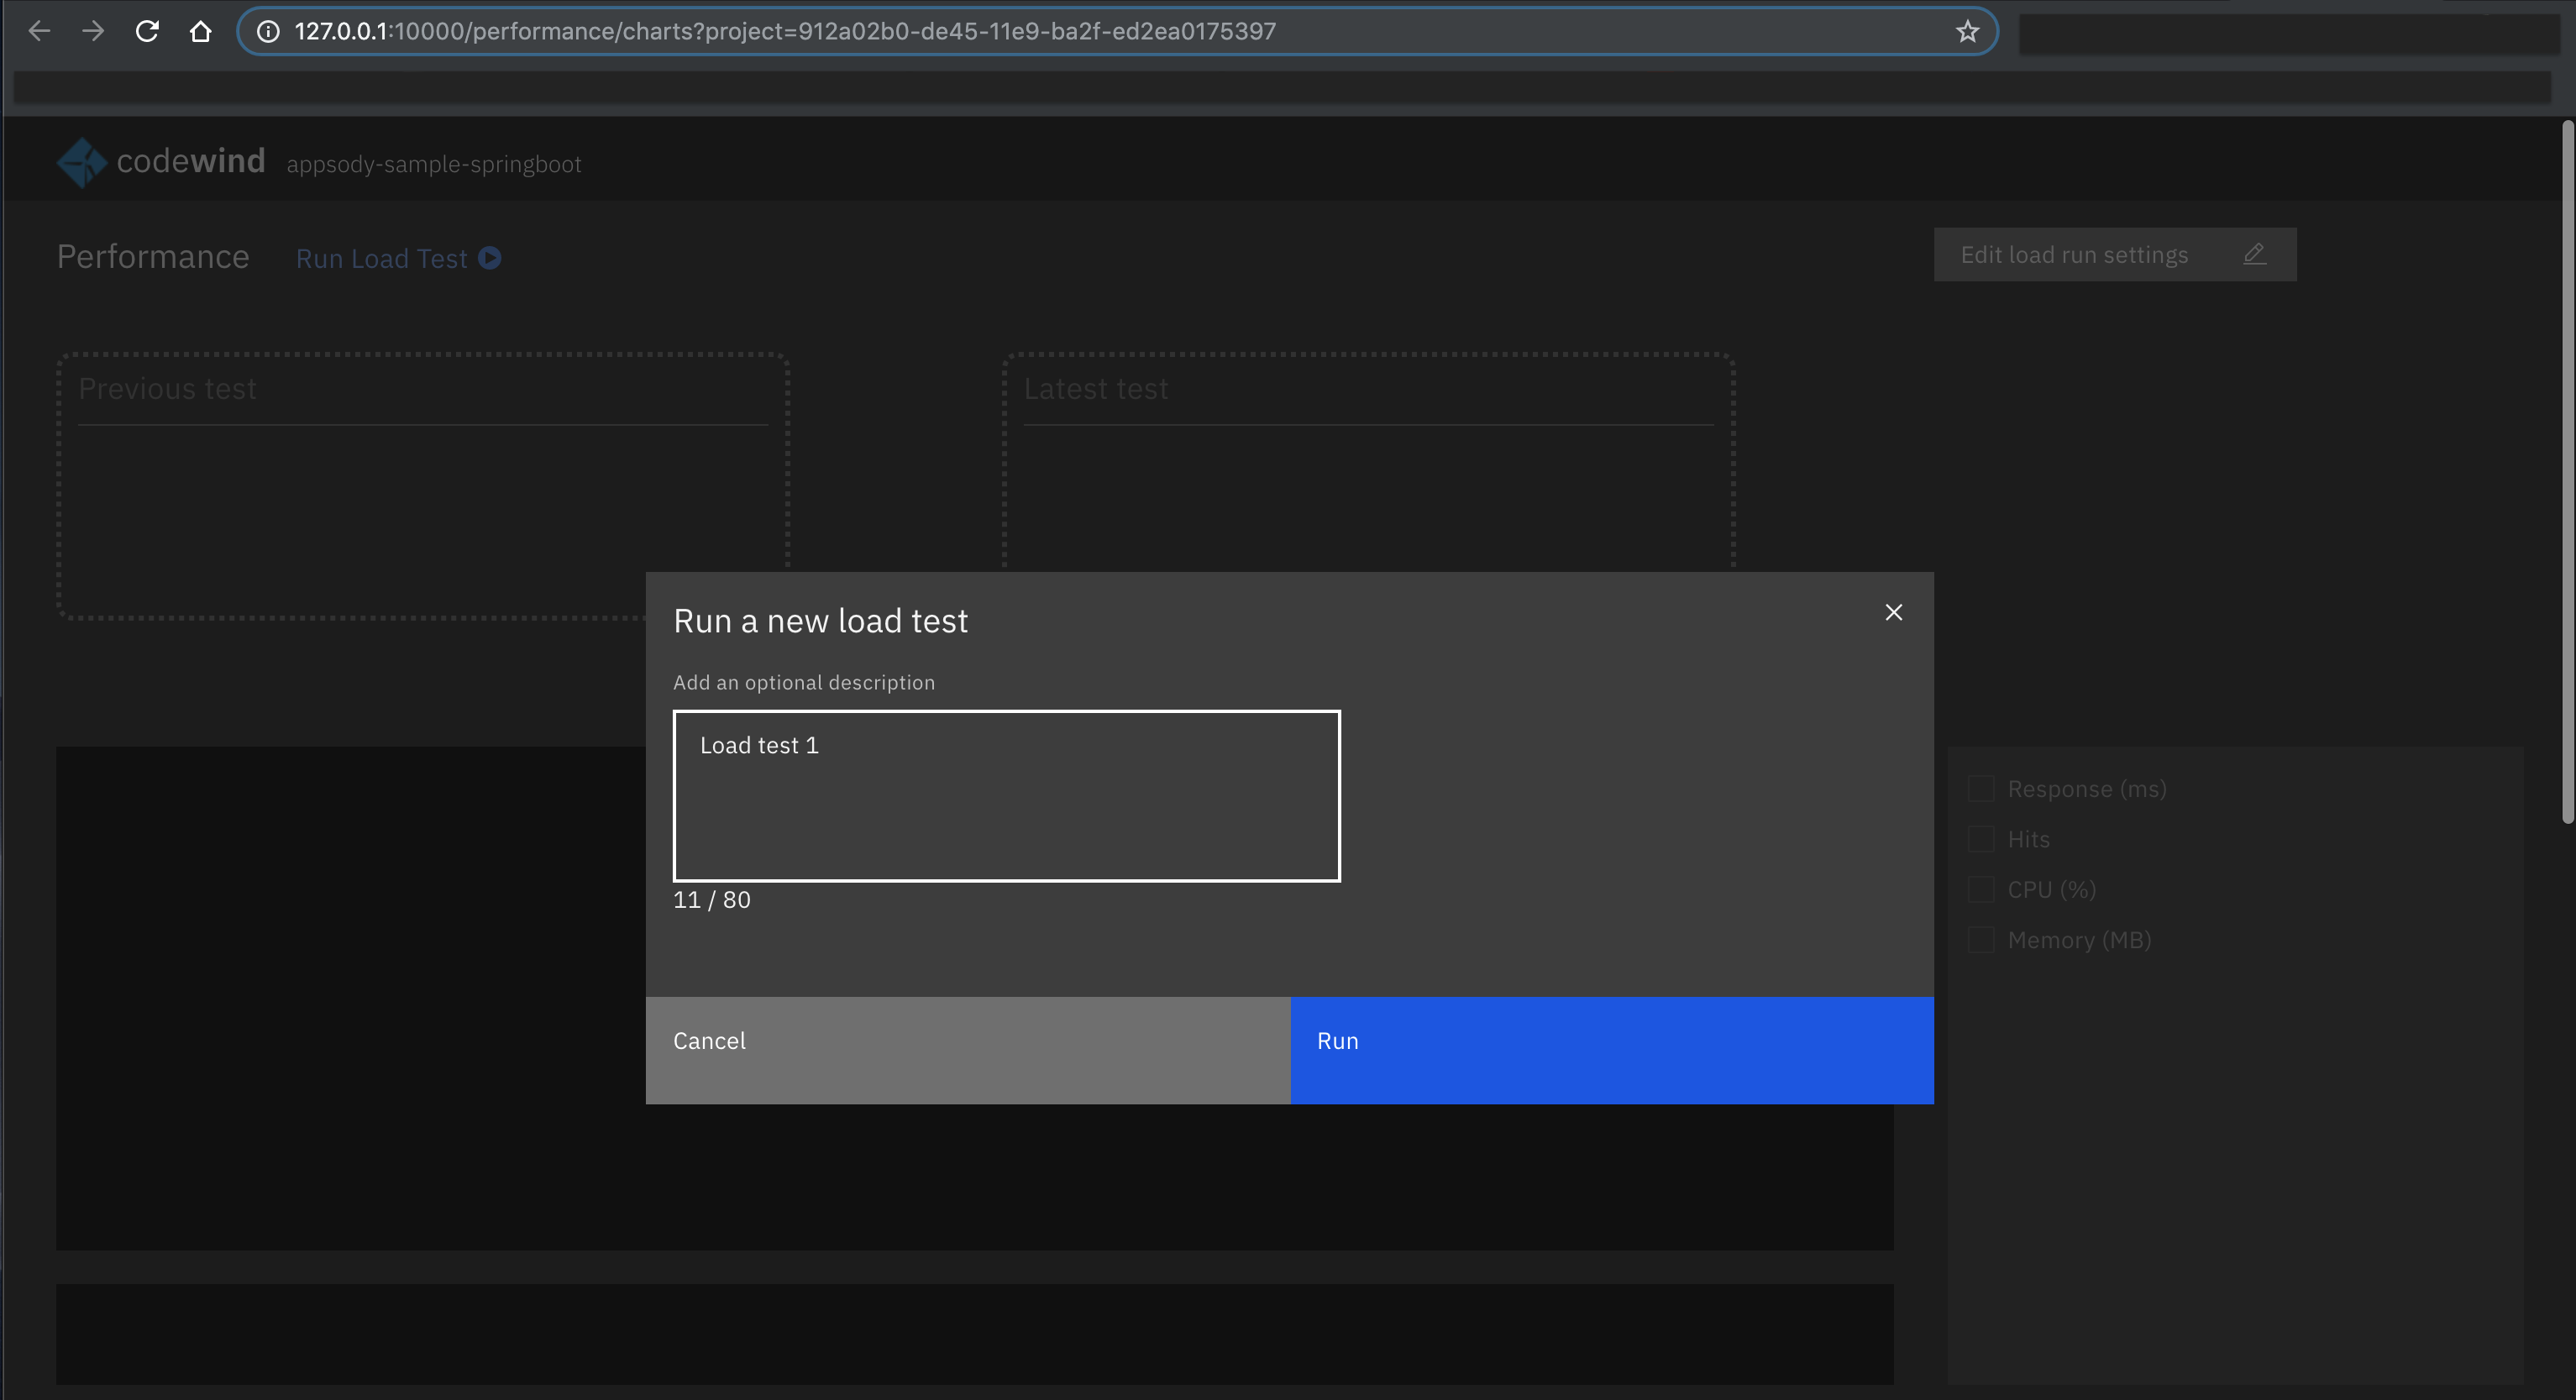 127.0.0.1:10000/performance/charts?project=912a02b0-de45-11e9-ba2f-ed2ea0175397
codewind appsody-sample-springboot
Performance Run Load Test
Edit load run settings
Previous test
Latest test
Run a new load test
Add an optional description
Load test 1
11 / 80
Cancel
Run
Response (ms)
Hits
CPU (%)
Memory (MB)